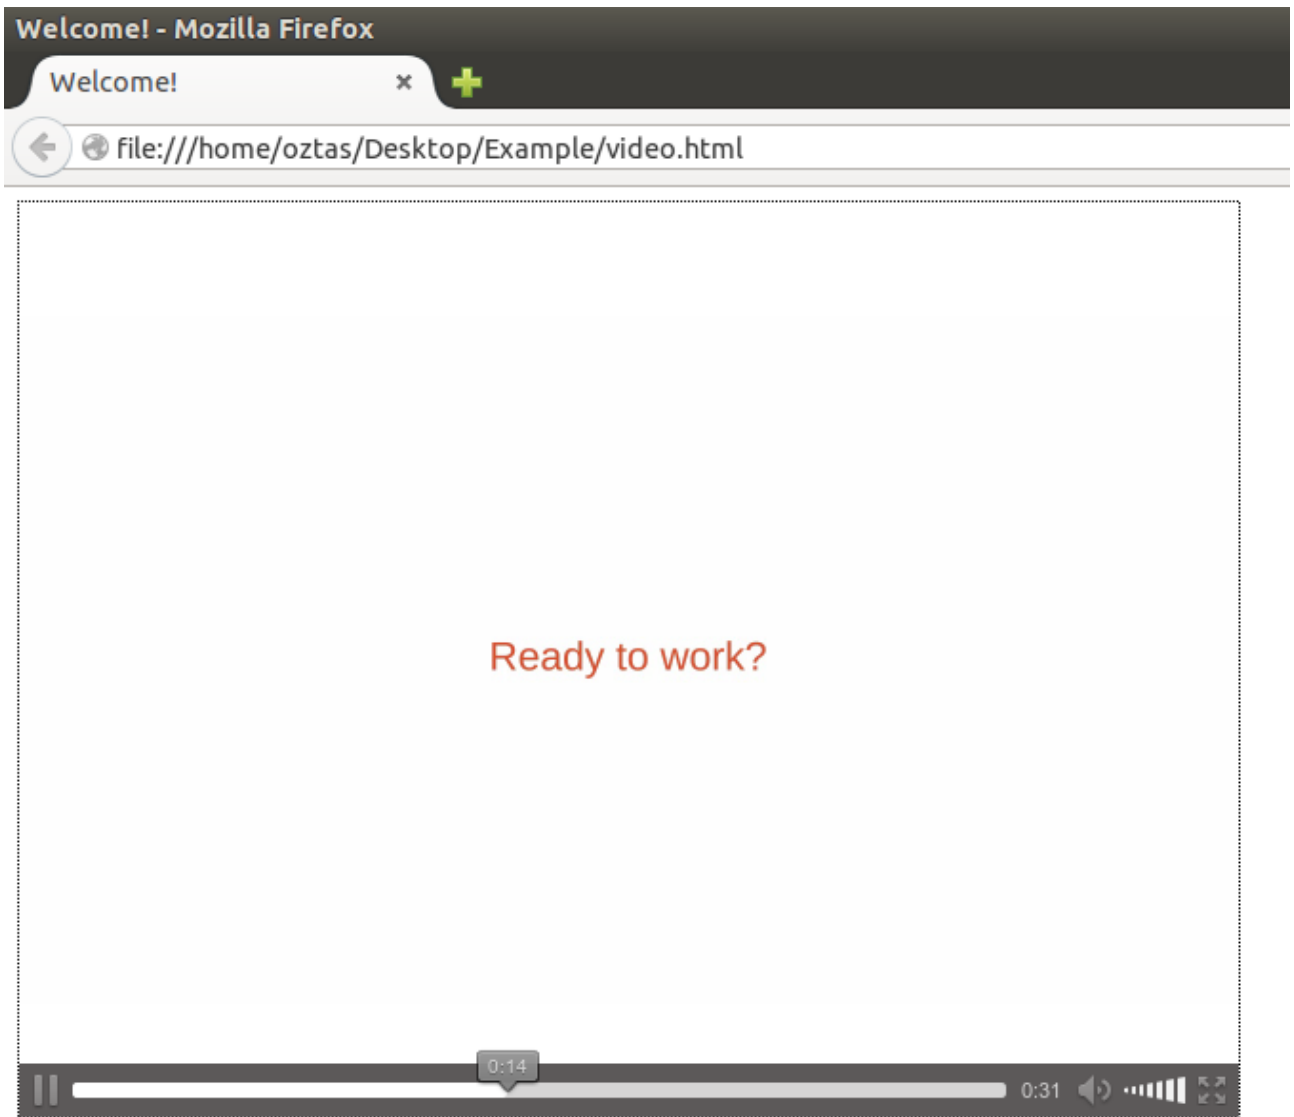 Welcome! - Mozilla Firefox
Welcome!
file:///home/oztas/Desktop/Example/video.html
Ready to work?
0:14
0:31